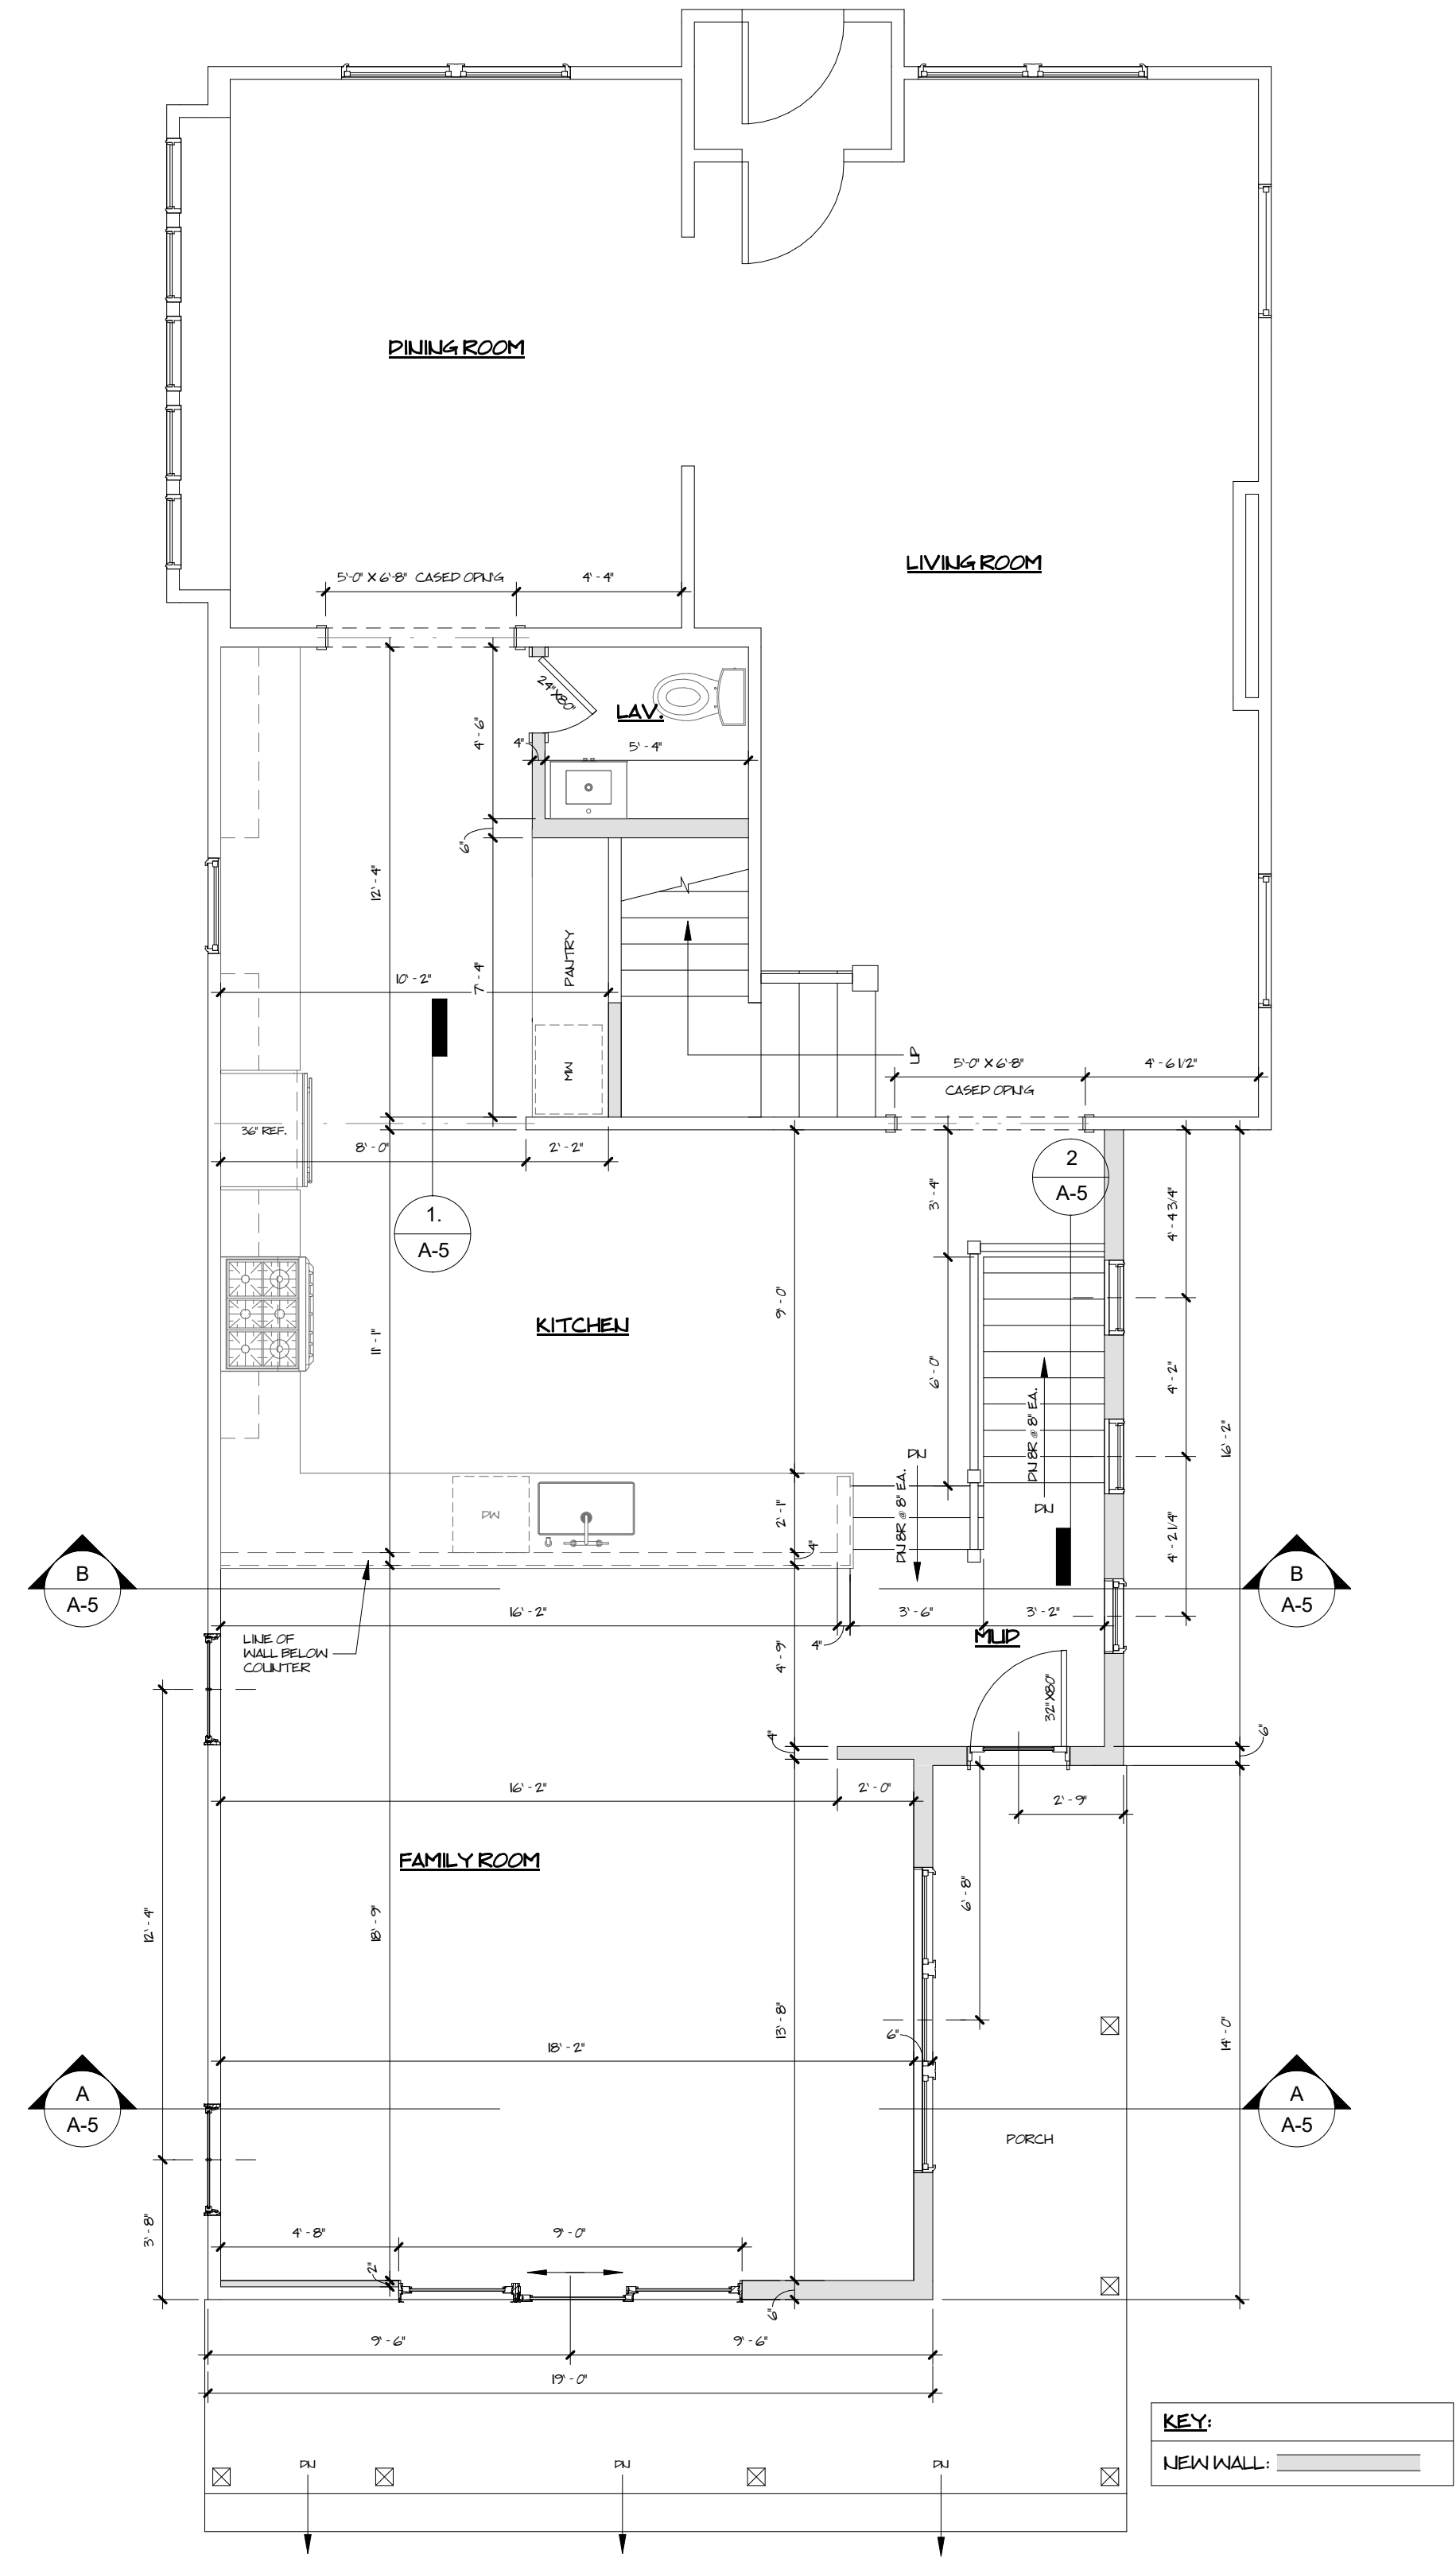 DINING ROOM
LIVING ROOM
5'-0" X 6'-8" CASED OPN'G
4'-4"
24"X80"
LAV.
4'-6"
4"
5'-4"
6"
12'-4"
PANTRY
10'-2"
7'-4"
MW
UP
5'-0" X 6'-8"
CASED OPN'G
4'-6 1/2"
36" REF.
8'-0"
2'-2"
1.
A-5
2
A-5
3'-4"
4'-4 3/4"
9'-0"
KITCHEN
11'-1"
6'-0"
4'-2"
16'-2"
DN 8R @ 8" EA.
DN
DN
DN 8R @ 8" EA.
DW
2'-1"
4"
4'-2 1/4"
B
A-5
B
A-5
16'-2"
3'-6"
3'-2"
4"
LINE OF
WALL BELOW
COUNTER
MUD
4'-9"
32"X80"
4"
6"
16'-2"
2'-0"
2'-9"
FAMILY ROOM
6'-8"
12'-4"
18'-9"
13'-8"
6"
14'-0"
18'-2"
A
A-5
A
A-5
PORCH
3'-8"
4'-8"
9'-0"
2"
6"
9'-6"
9'-6"
19'-0"
KEY:
NEW WALL:
DN
DN
DN